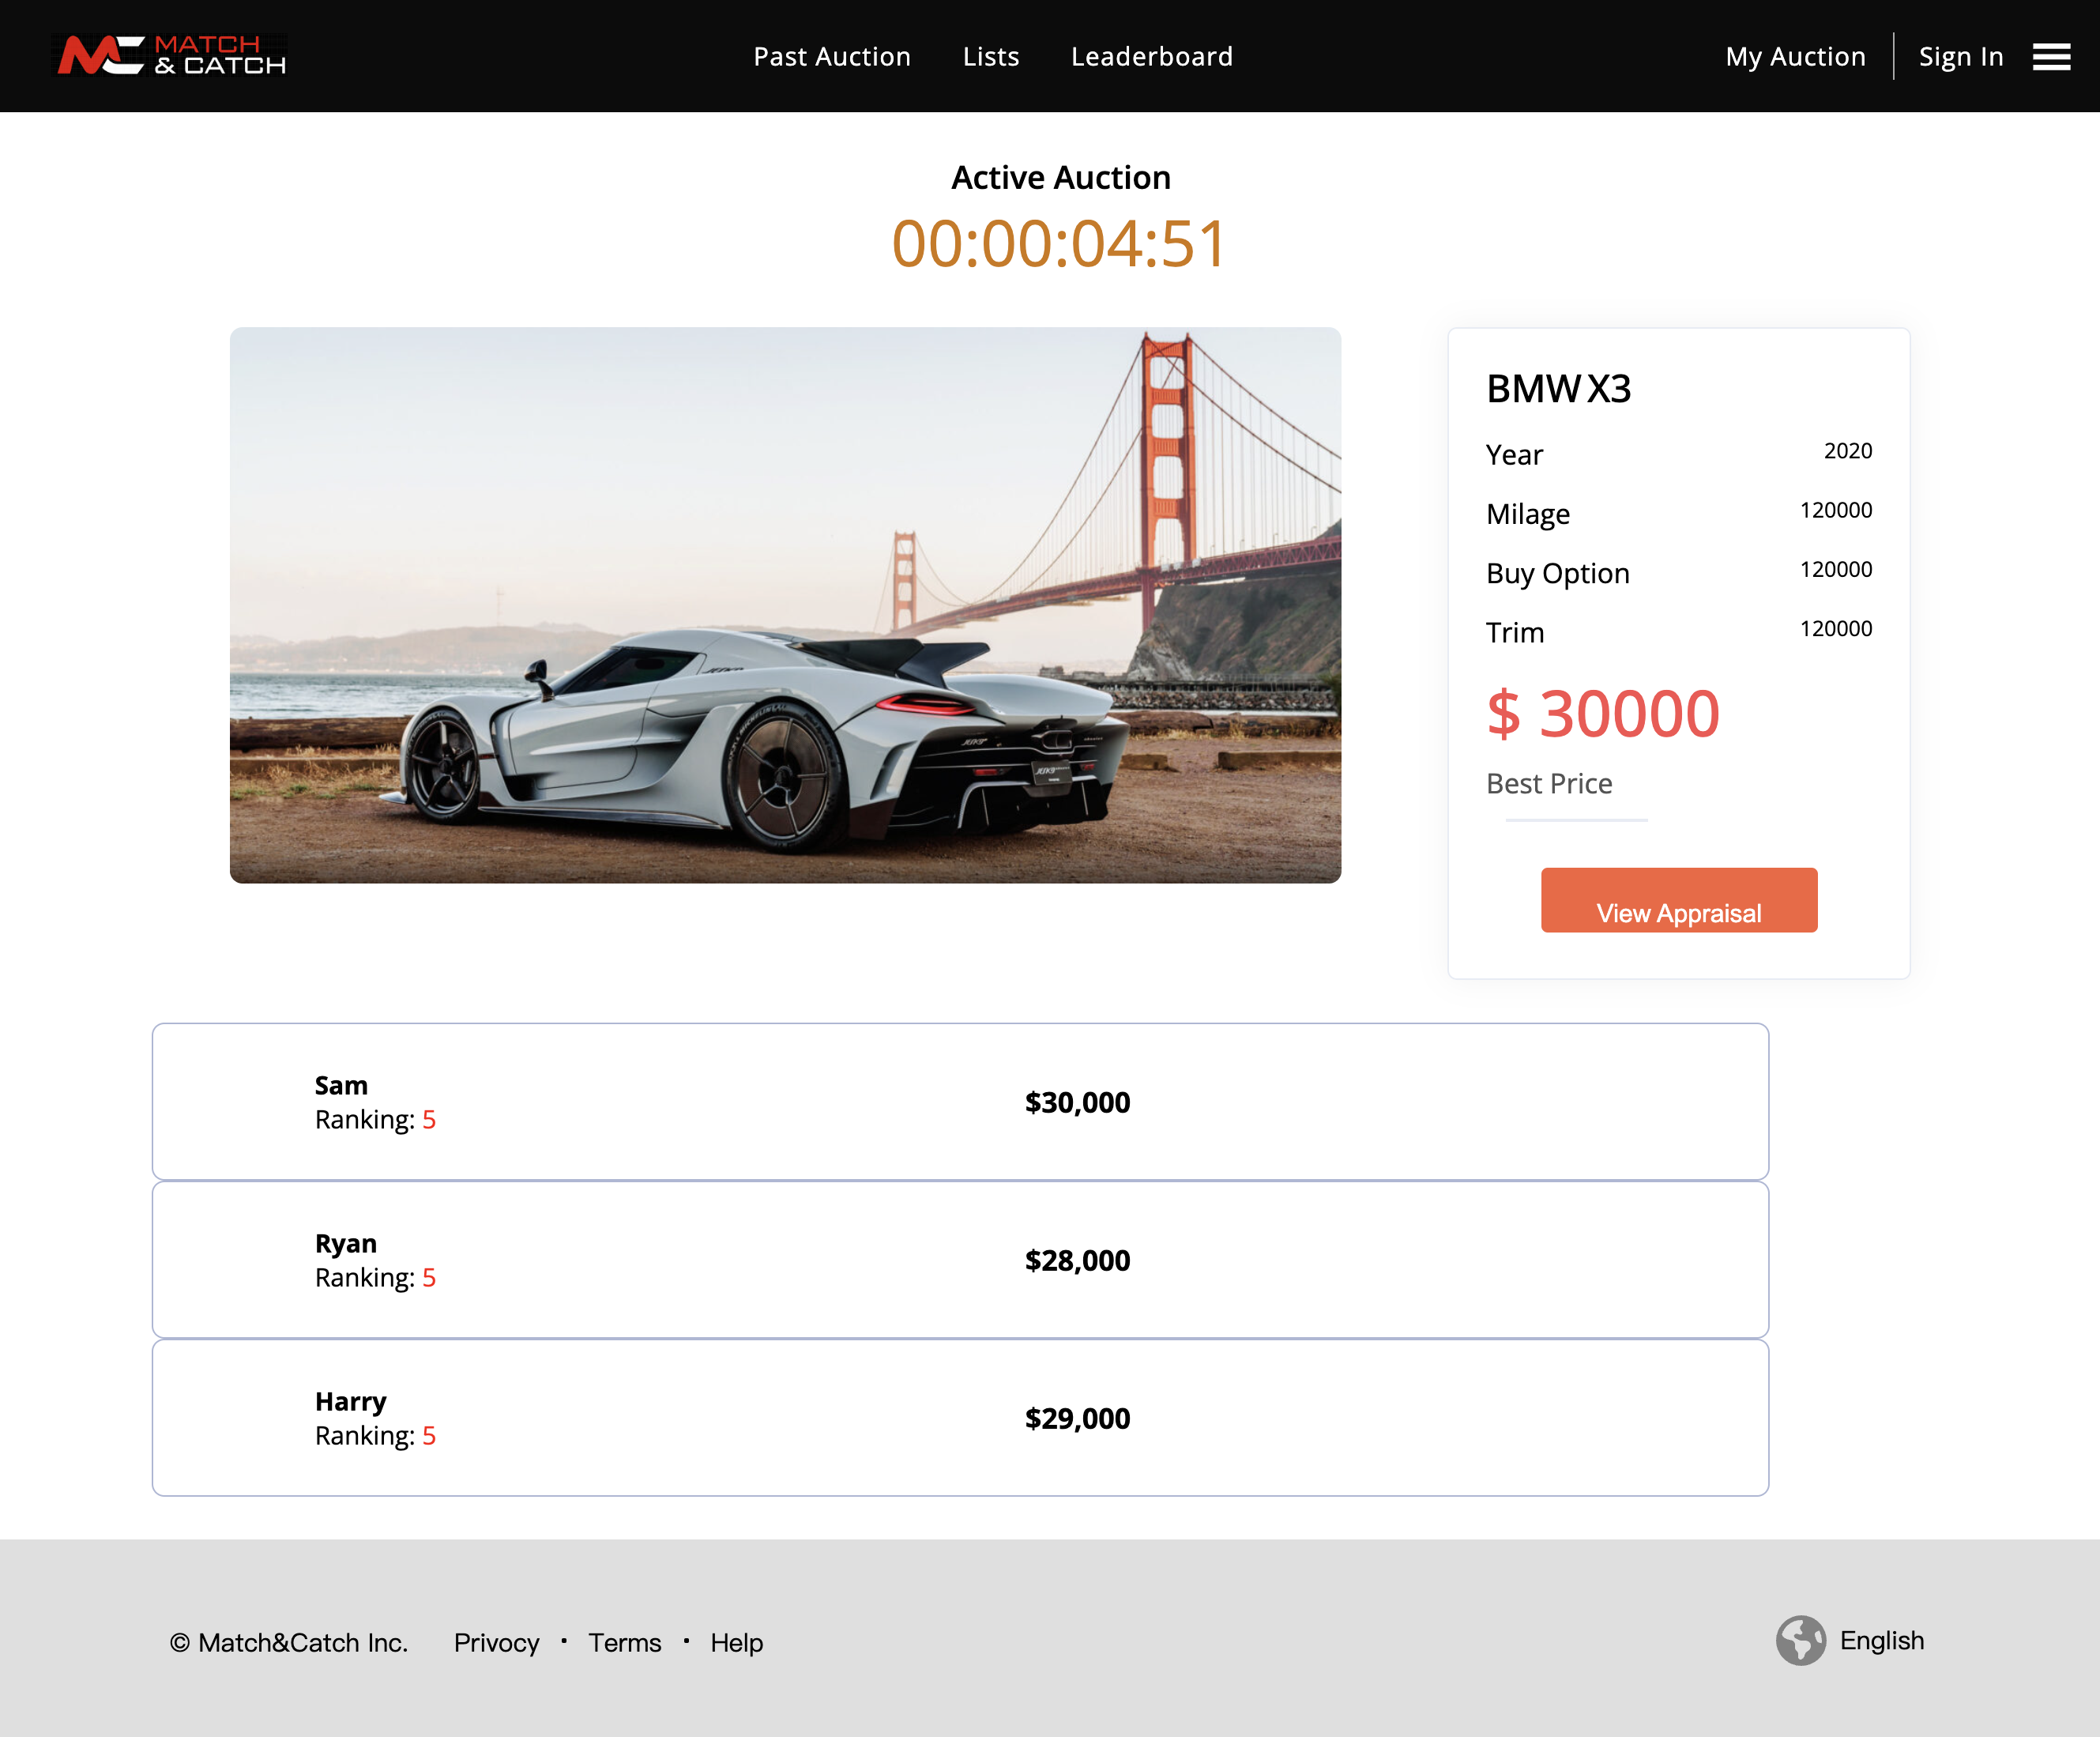 MATCH
& CATCH
Past Auction Lists Leaderboard
My Auction Sign In
Active Auction
00:00:04:51
BMW X3
Year 2020
Milage 120000
Buy Option 120000
Trim 120000
$ 30000
Best Price
View Appraisal
Sam
Ranking: 5
$30,000
Ryan
Ranking: 5
$28,000
Harry
Ranking: 5
$29,000
© Match&Catch Inc. Privocy · Terms · Help
English